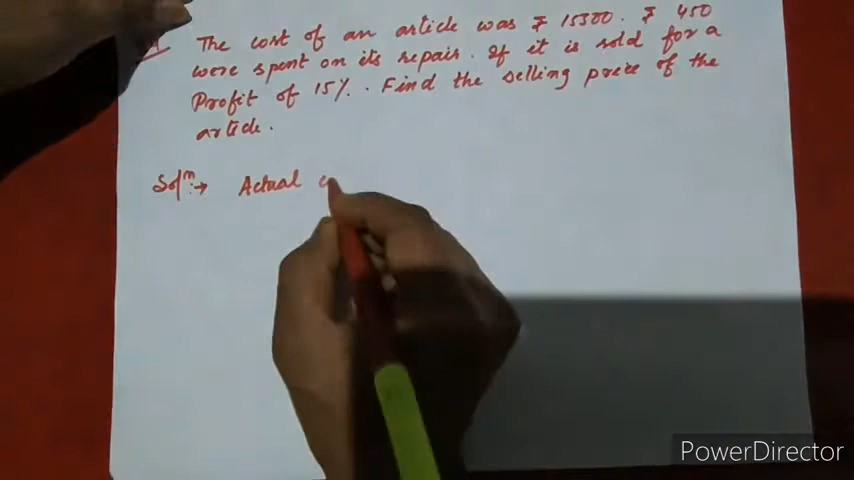 The cost of an article was ₹ 15500. ₹ 450
were spent on its repair. If it is sold for a
Profit of 15%. Find the selling price of the
article.
Solⁿ:→ Actual c
PowerDirector